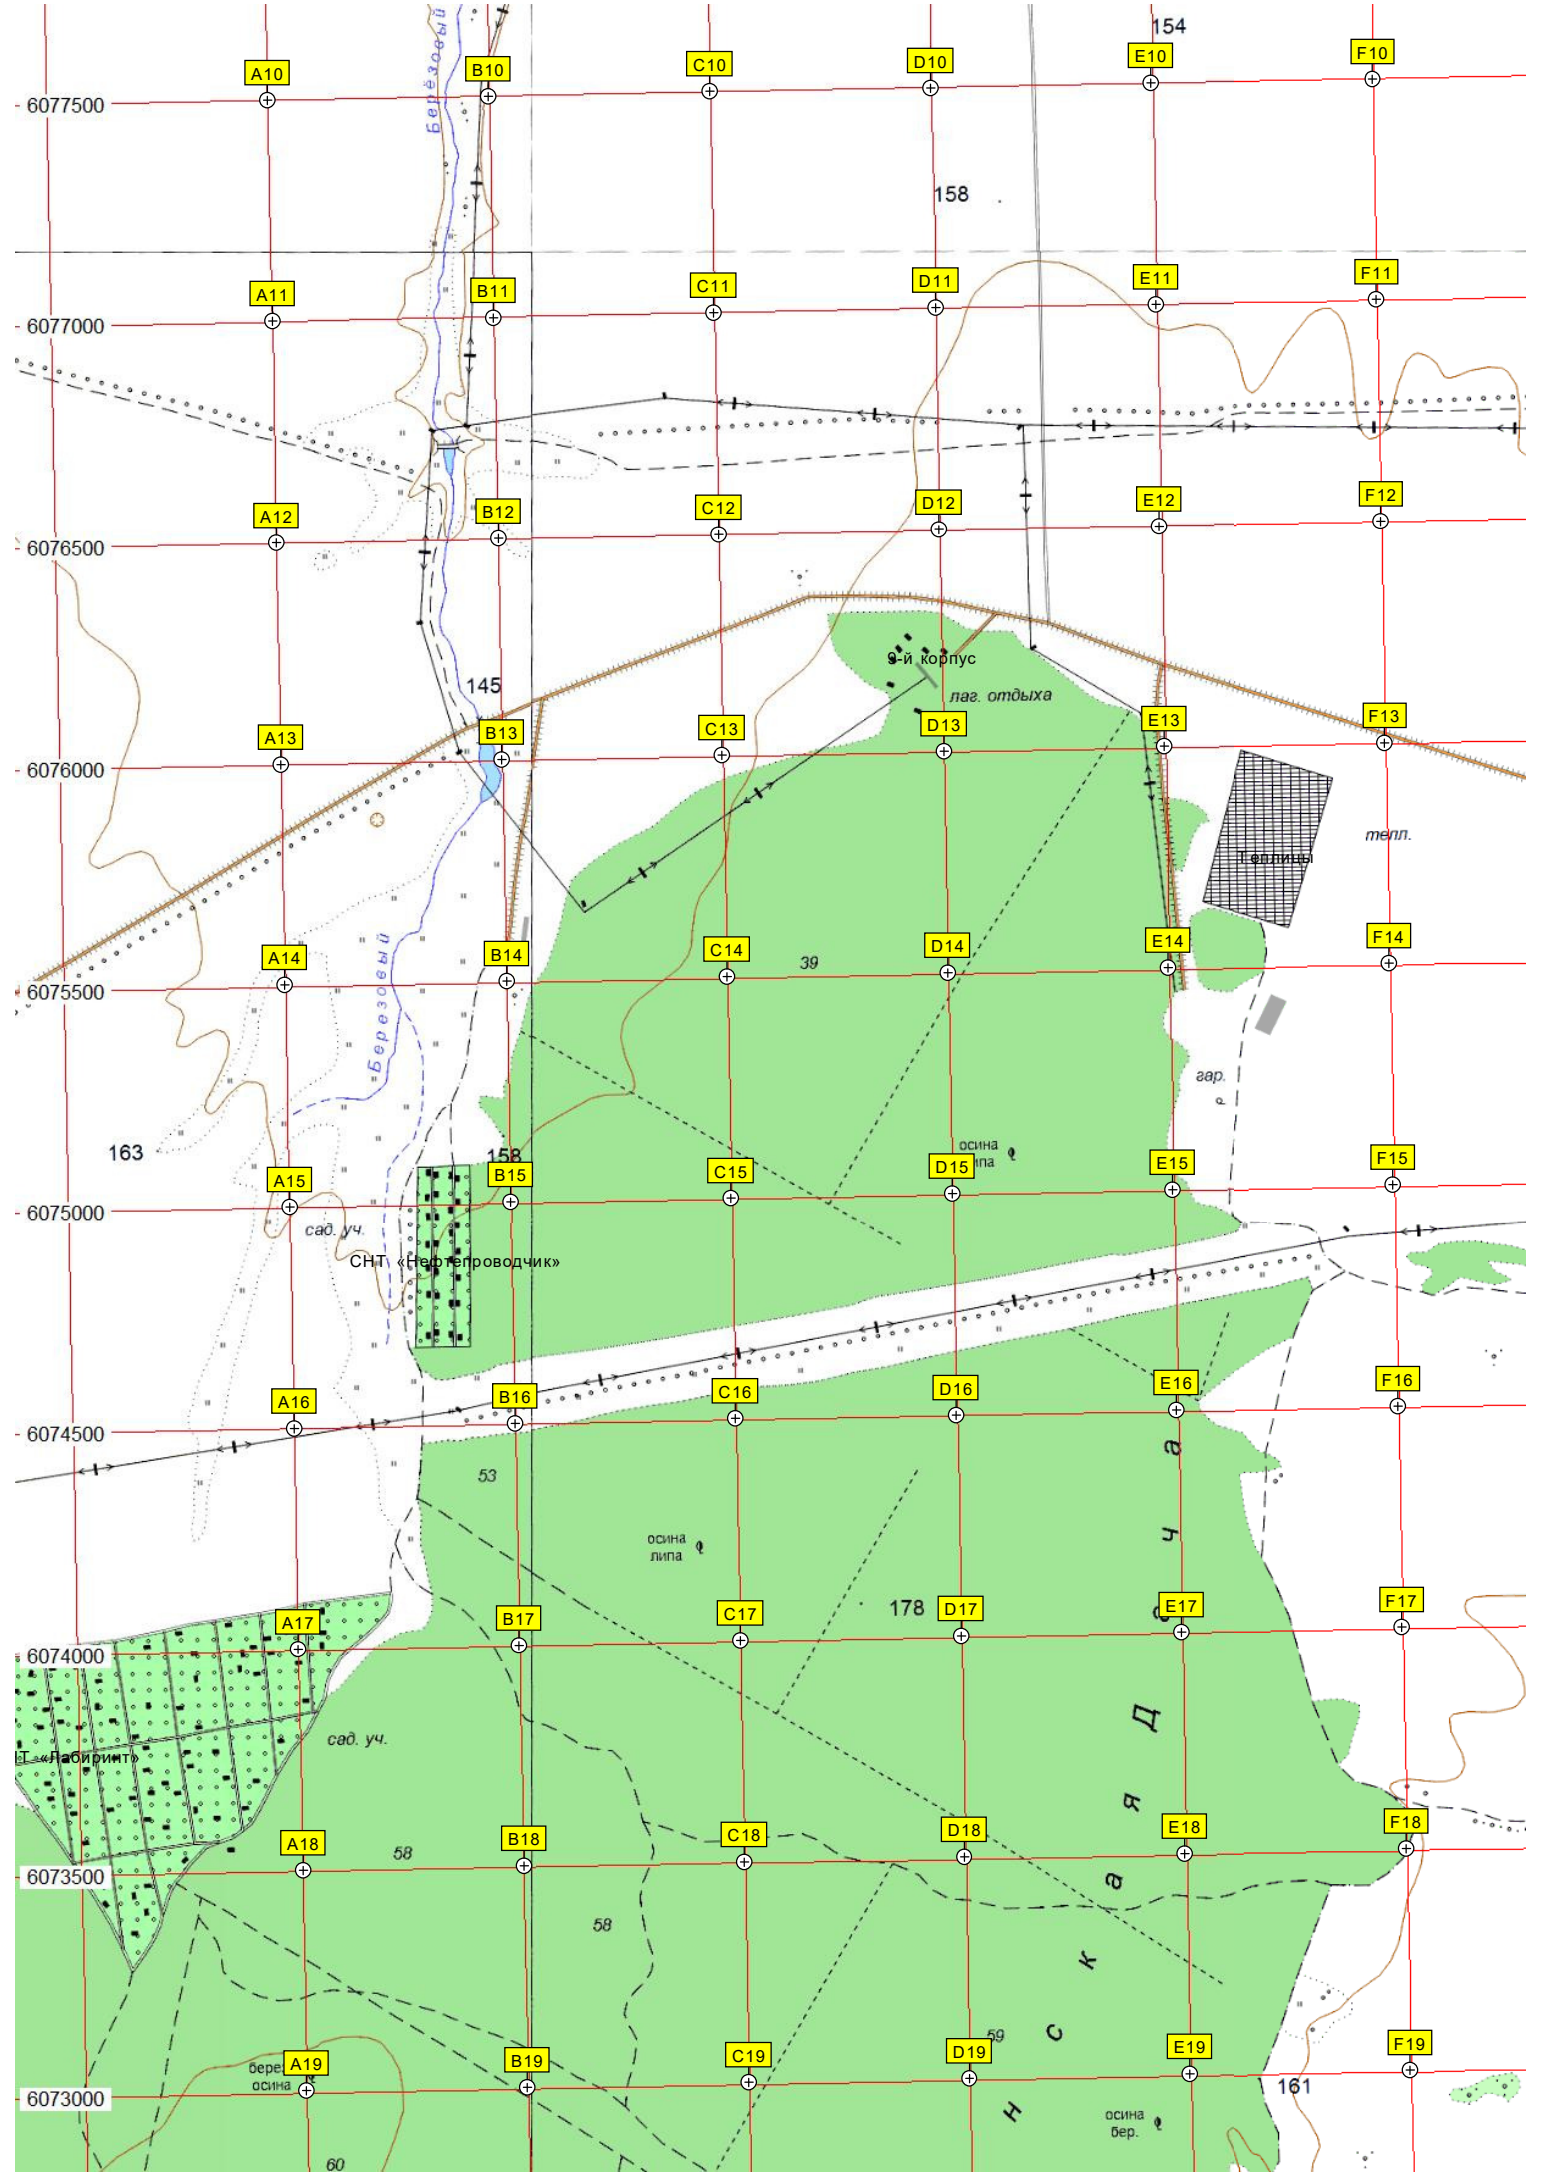 154
Берёзовый
A10 B10 C10 D10 E10 F10
6077500
158
A11 B11 C11 D11 E11 F11
6077000
A12 B12 C12 D12 E12 F12
6076500
9-й корпус
145
лаг. отдыха
A13 B13 C13 D13 E13 F13
6076000
тепл.
Теплицы
Березовый
A14 B14 C14 39 D14 E14 F14
6075500
гар.
163
158
осина
A15 B15 C15 D15 E15 F15
6075000
сад. уч.
СНТ «Нефтепроводчик»
A16 B16 C16 D16 E16 F16
6074500
53
осина
липа
178
A17 B17 C17 D17 E17 F17
6074000
сад. уч.
«Лабиринт»
A18 B18 C18 D18 E18 F18
58
6073500
58
59
A19 B19 C19 D19 E19 F19
осина
6073000
161
осина
бер.
60
н с к а я Д а ч а